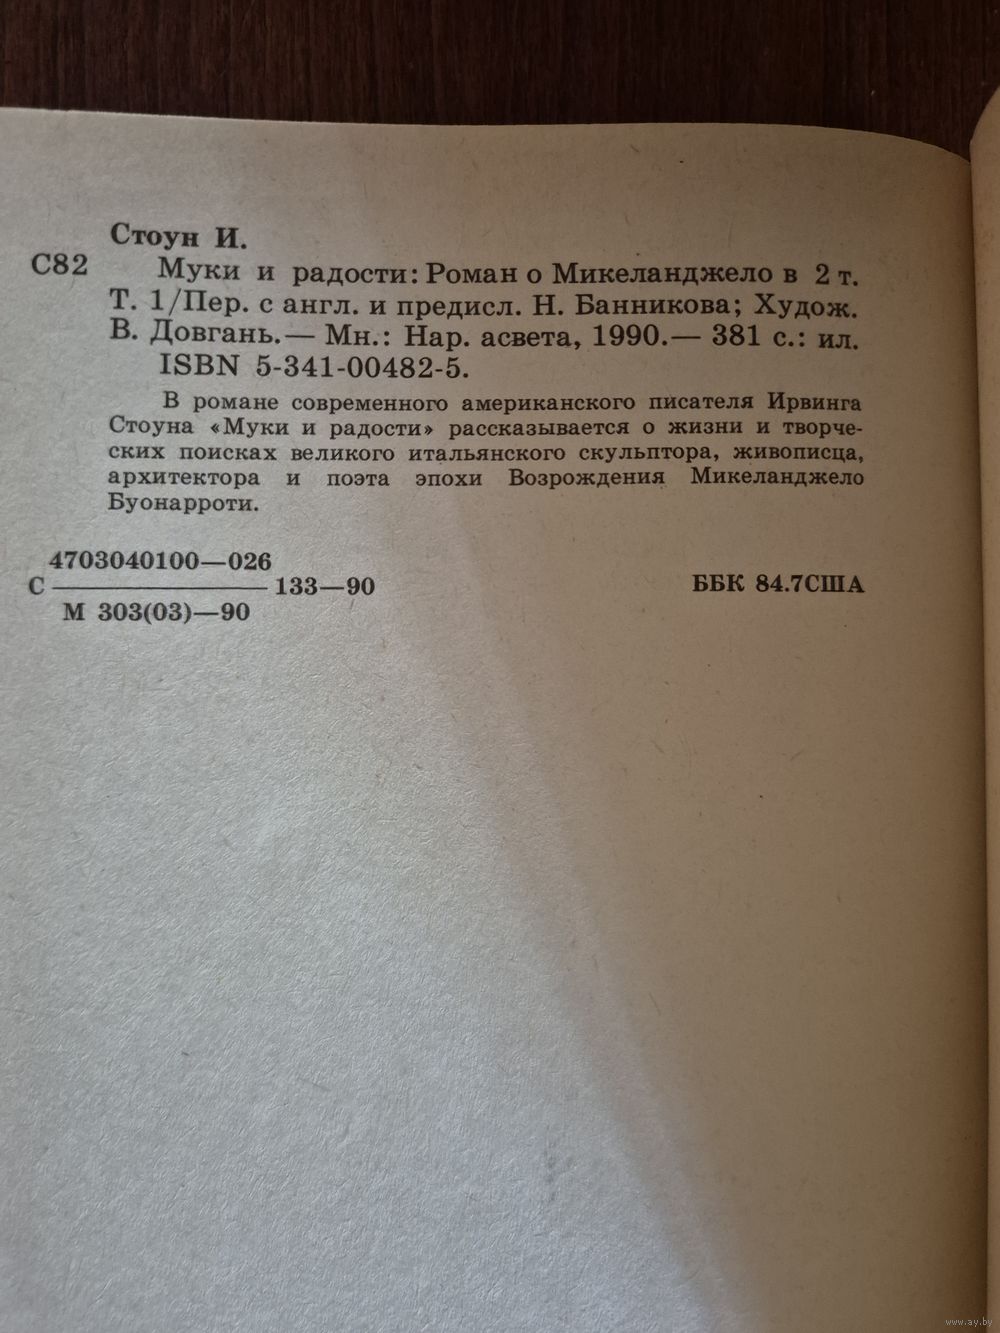 Стоун И.
С82 Муки и радости: Роман о Микеланджело в 2 т.
Т. 1/Пер. с англ. и предисл. Н. Банникова; Худож.
В. Довгань.— Мн.: Нар. асвета, 1990.— 381 с.: ил.
ISBN 5-341-00482-5.
В романе современного американского писателя Ирвинга
Стоуна «Муки и радости» рассказывается о жизни и творче-
ских поисках великого итальянского скульптора, живописца,
архитектора и поэта эпохи Возрождения Микеланджело
Буонарроти.
4703040100—026
С 133—90 ББК 84.7США
М 303(03)—90
www.ay.by